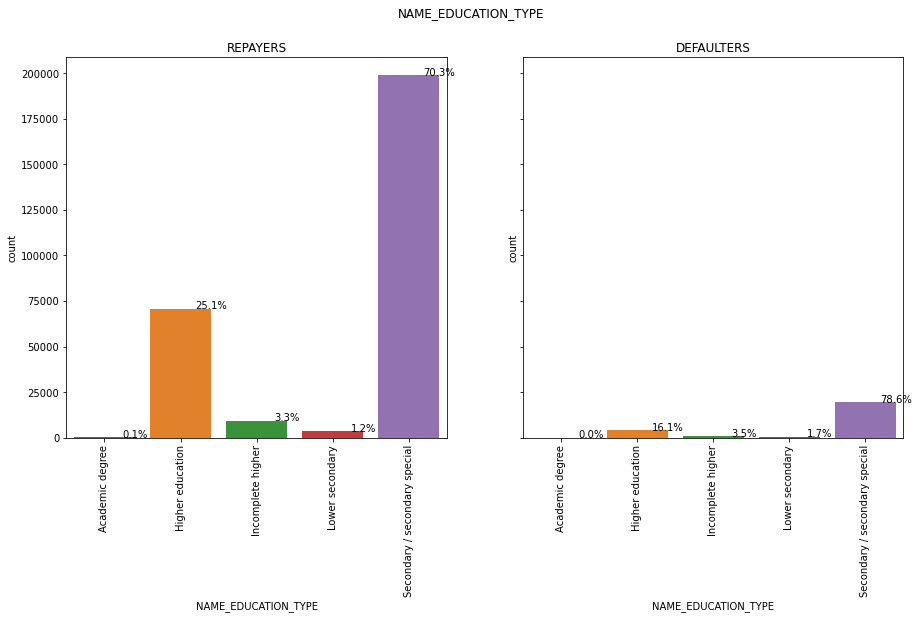 NAME_EDUCATION_TYPE
REPAYERS
200000
175000
150000
125000
100000
75000
50000
25000
0
count
0.1%
25.1%
3.3%
1.2%
70.3%
Academic degree
Higher education
Incomplete higher
Lower secondary
Secondary / secondary special
NAME_EDUCATION_TYPE
DEFAULTERS
count
0.0%
16.1%
3.5%
1.7%
78.6%
Academic degree
Higher education
Incomplete higher
Lower secondary
Secondary / secondary special
NAME_EDUCATION_TYPE